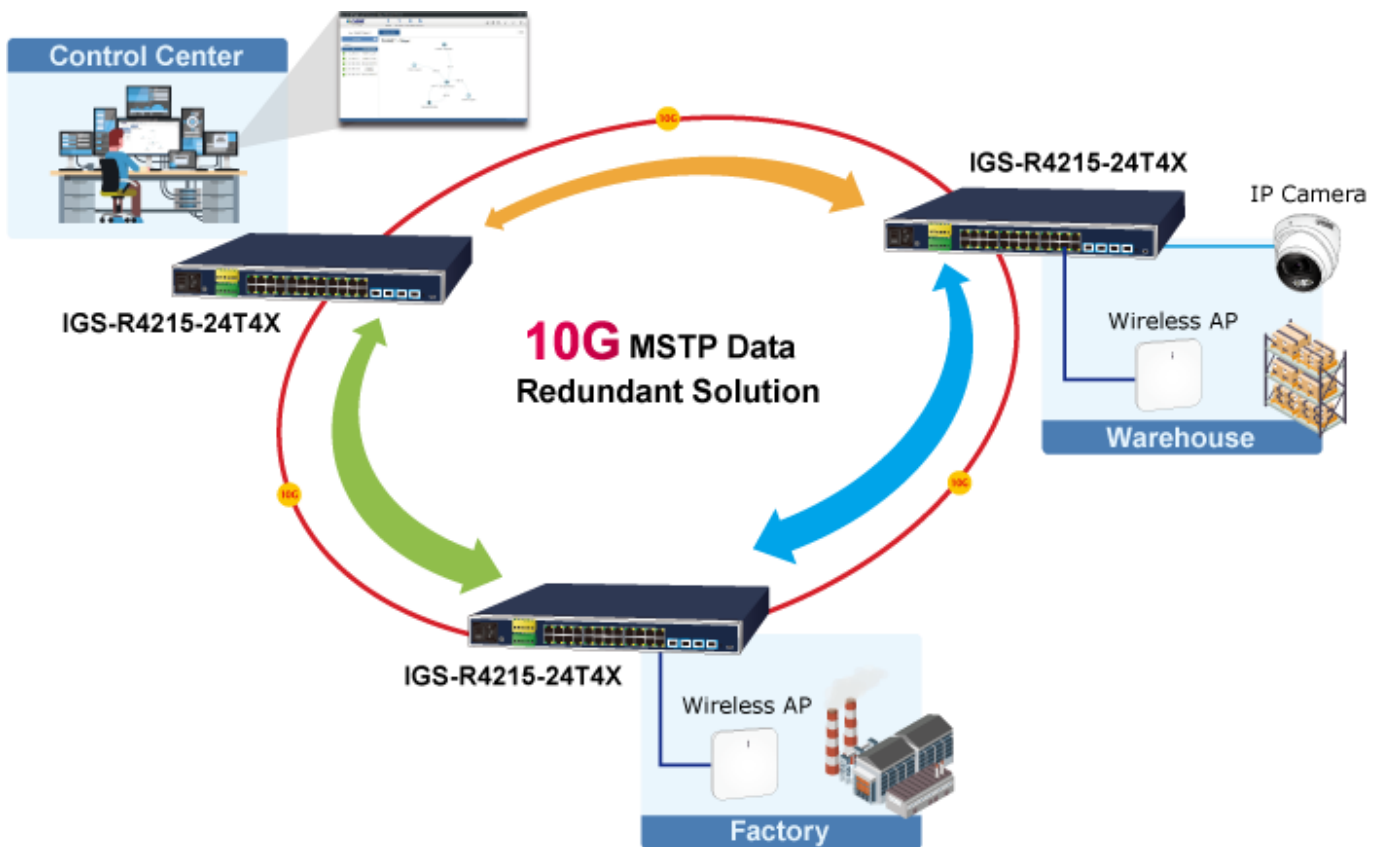 Control Center
10G
IGS-R4215-24T4X
IP Camera
IGS-R4215-24T4X
10G MSTP Data
Redundant Solution
Wireless AP
Warehouse
10G
10G
IGS-R4215-24T4X
Wireless AP
Factory